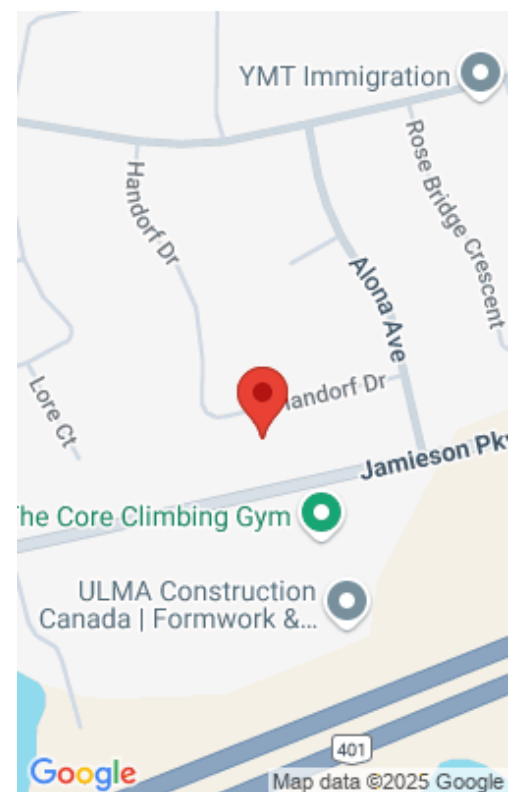 YMT Immigration
Rose Bridge Crescent
Handorf Dr
Alona Ave
Lore Ct
Handorf Dr
Jamieson Pkw
The Core Climbing Gym
ULMA Construction
Canada | Formwork &...
401
Google
Map data ©2025 Google